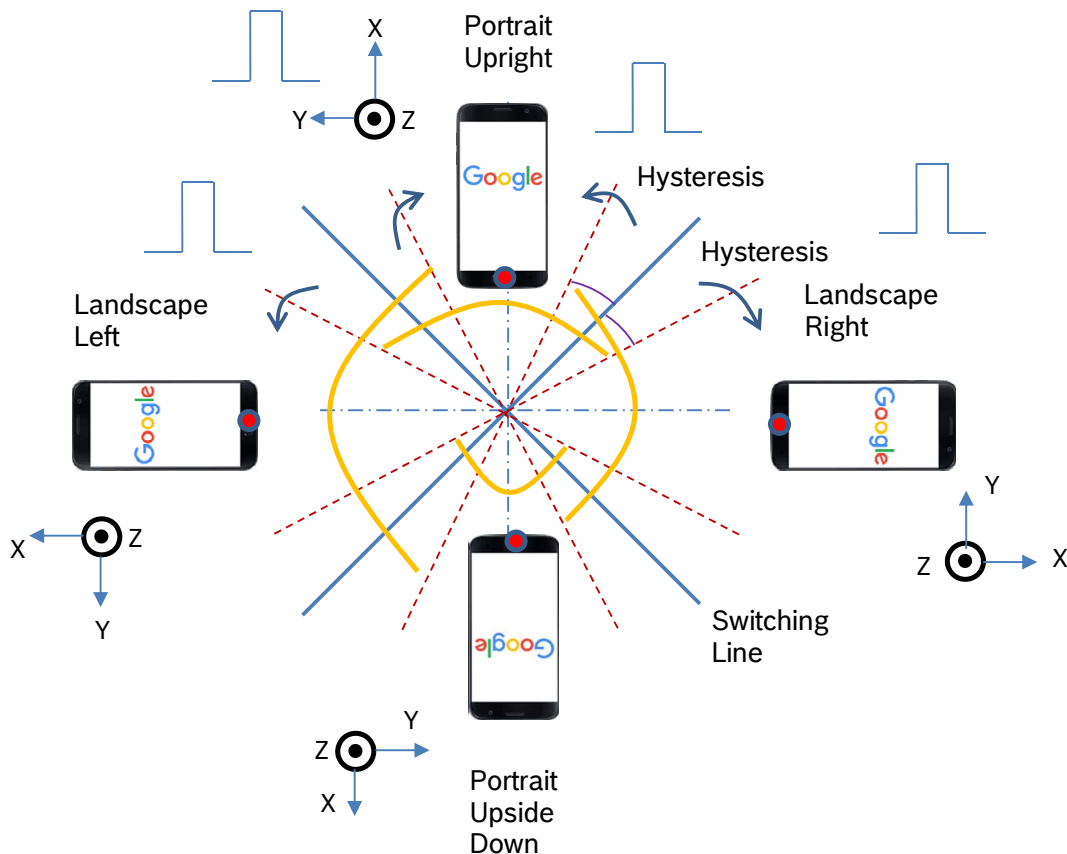 X
Y
Z
Portrait
Upright
Google
Hysteresis
Hysteresis
Landscape
Left
Landscape
Right
Google
Google
X
Z
Y
Y
Z
X
Switching
Line
Google
Y
Z
X
Portrait
Upside
Down